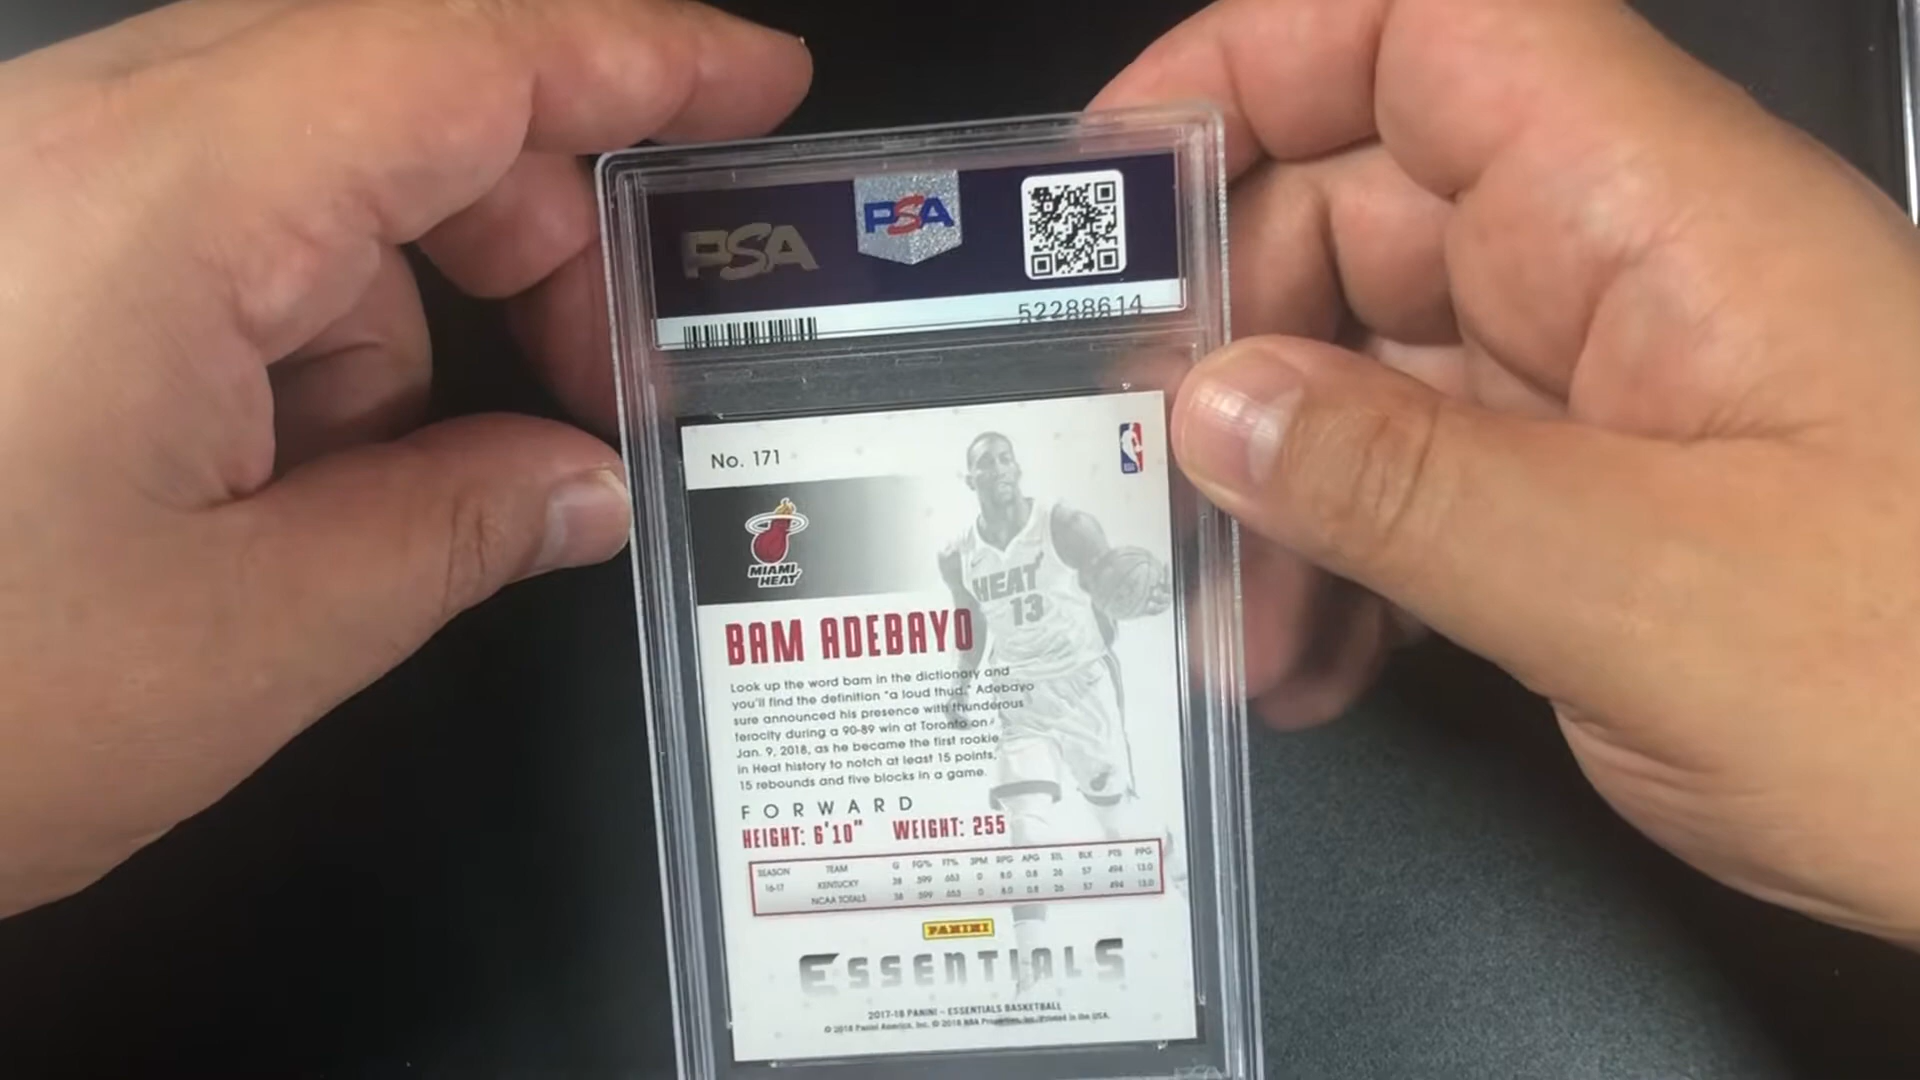 PSA
PSA
52288614
No. 171
MIAMI
HEAT
HEAT
13
BAM ADEBAYO
Look up the word bam in the dictionary and
you'll find the definition "a loud thud." Adebayo
sure announced his presence with thunderous
ferocity during a 90-89 win at Toronto on
Jan. 9, 2018, as he became the first rookie
in Heat history to notch at least 15 points,
15 rebounds and five blocks in a game.
FORWARD
HEIGHT: 6'10" WEIGHT: 255
SEASON TEAM G FG% FT% 3PM RPG APG STL BLK PTS PPG
16-17 KENTUCKY 38 .599 .653 0 8.0 0.8 26 57 494 13.0
NCAA TOTALS 38 .599 .653 0 8.0 0.8 26 57 494 13.0
PANINI
ESSENTIALS
2017-18 PANINI - ESSENTIALS BASKETBALL
© 2018 Panini America, Inc. © 2018 NBA Properties, Inc. Printed in the USA.